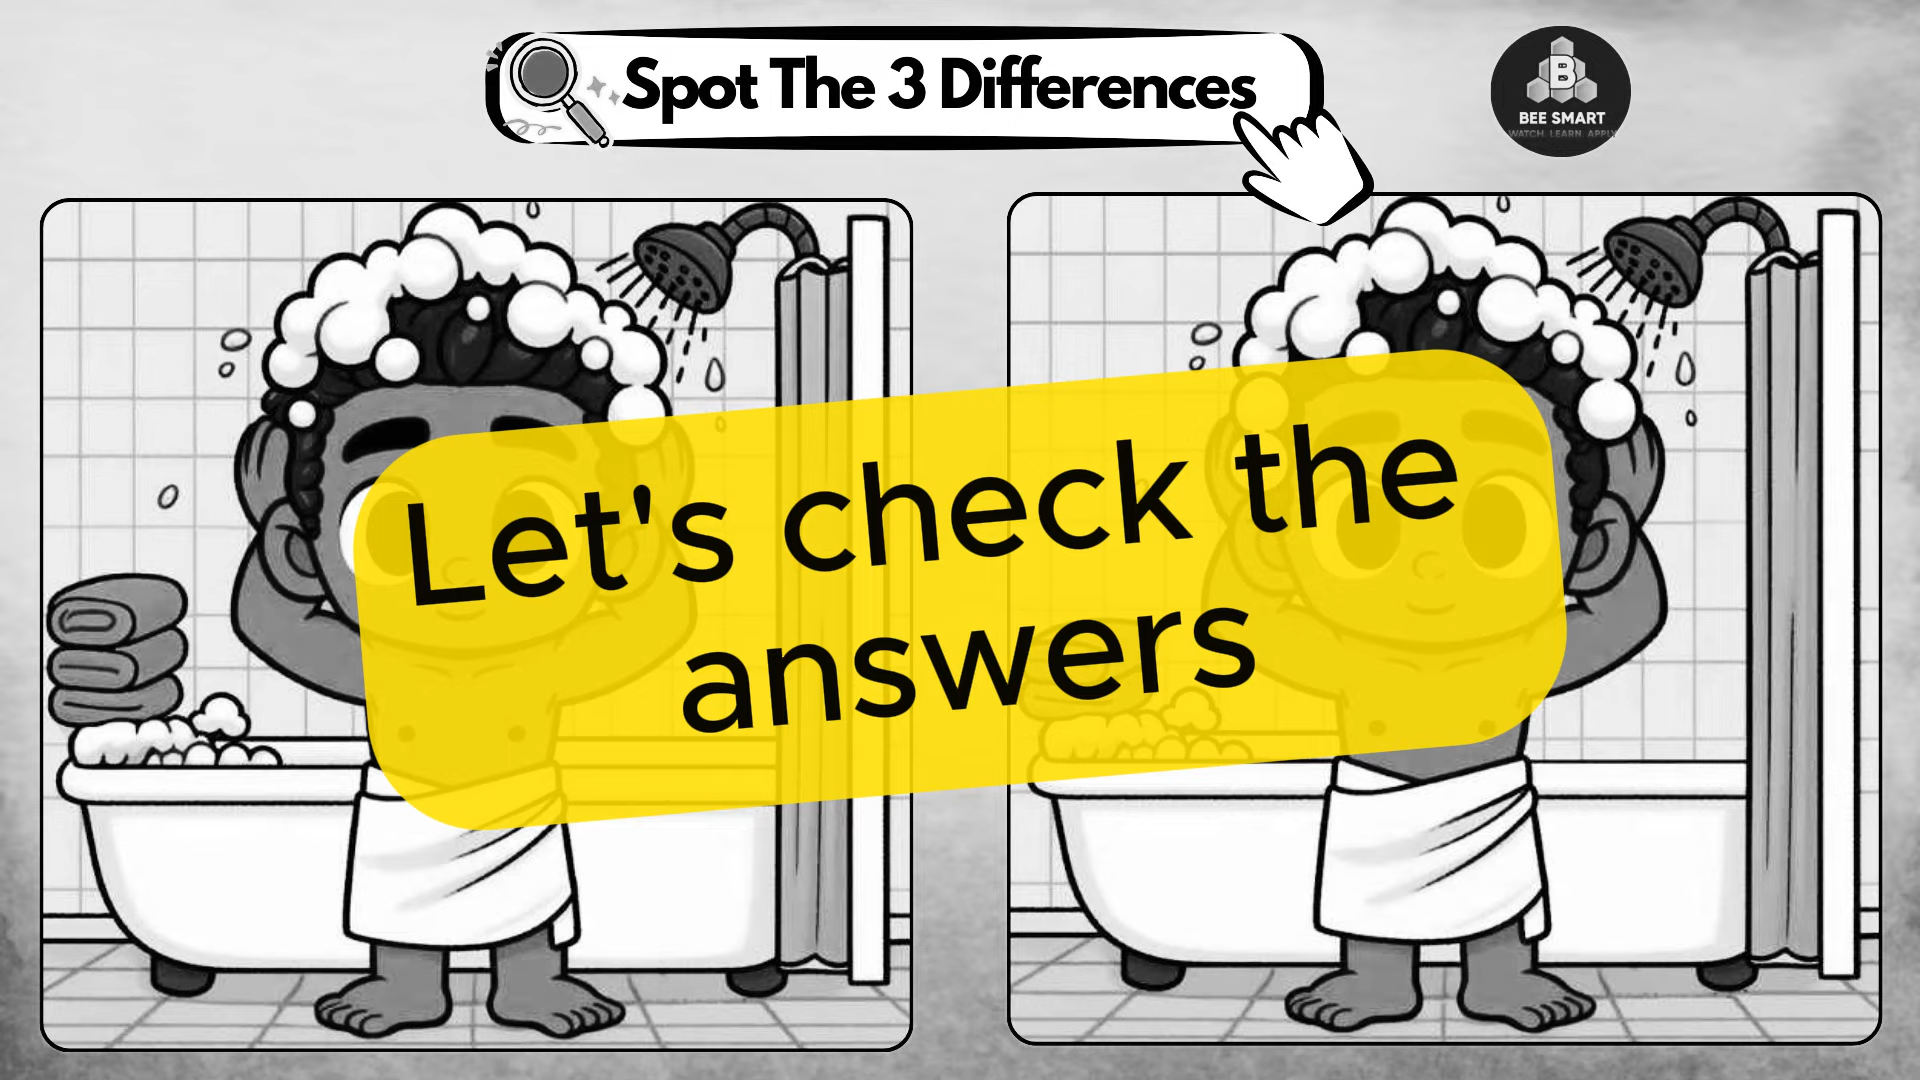 Spot The 3 Differences
B
BEE SMART
WATCH. LEARN. APPLY
Let's check the
answers